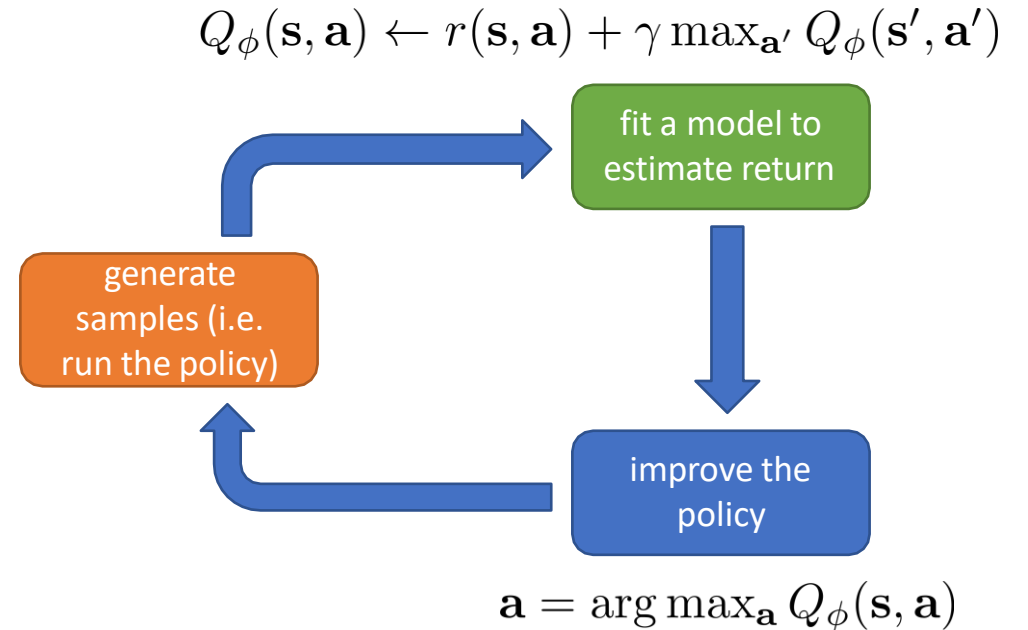 Q_ϕ(s, a) ← r(s, a) + γ max_a′ Q_ϕ(s′, a′)
fit a model to
estimate return
generate
samples (i.e.
run the policy)
improve the
policy
a = arg max_a Q_ϕ(s, a)